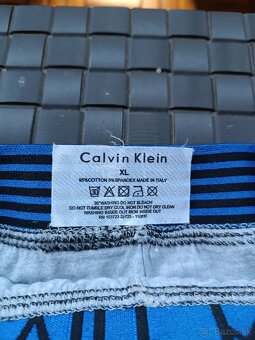 Calvin Klein
XL
95%COTTON 5%SPANDEX MADE IN ITALY
30°WASHING DO NOT BLEACH
DO NOT TUMBLE DRY COOL IRON DO NOT DRY CLEAN
WASHING INSIDE OUT IRON INSIDE OUT